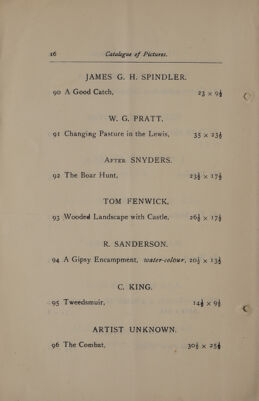 16 Catalogue of Pictures.
JAMES G. H. SPINDLER.
90 A Good Catch, 23 × 9½
W. G. PRATT.
91 Changing Pasture in the Lewis, 35 × 23½
AFTER SNYDERS.
92 The Boar Hunt, 23½ × 17½
TOM FENWICK.
93 Wooded Landscape with Castle, 26½ × 17½
R. SANDERSON.
94 A Gipsy Encampment, water-colour, 20½ × 13½
C. KING.
95 Tweedsmuir, 14½ × 9½
ARTIST UNKNOWN.
96 The Combat, 30½ × 25½